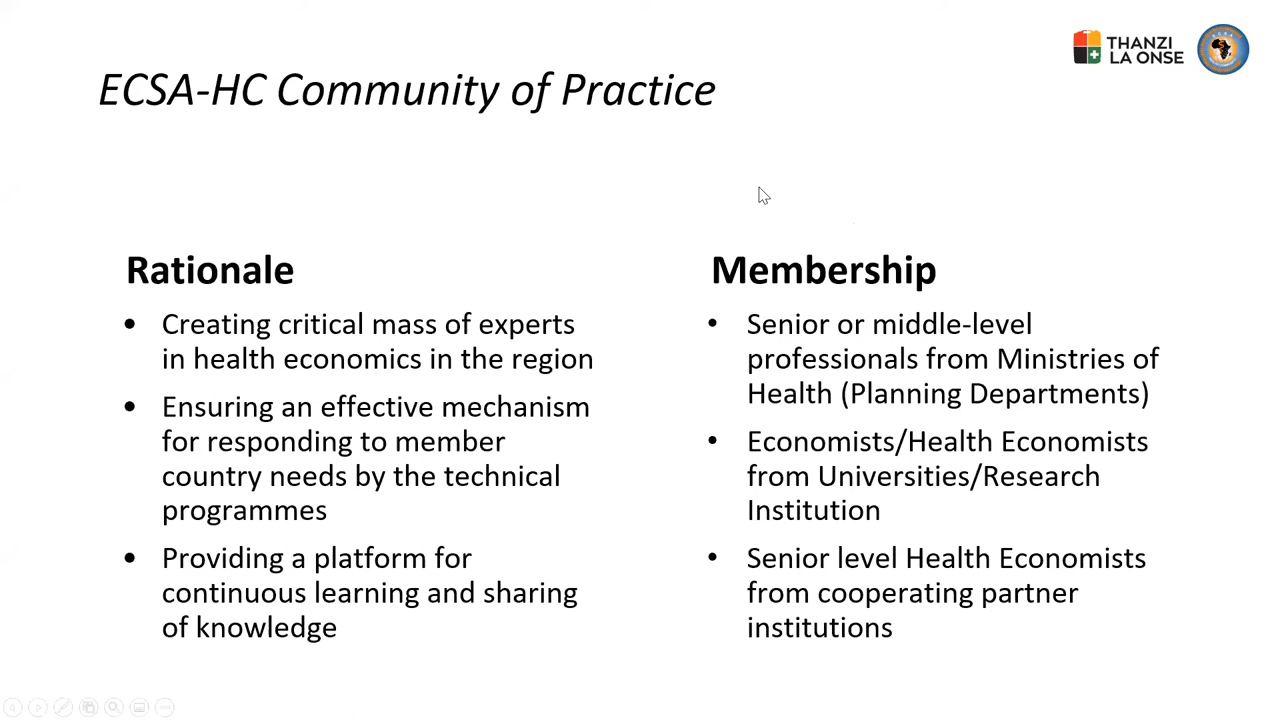 THANZI
LA ONSE
ECSA-HC Community of Practice
Rationale
• Creating critical mass of experts
in health economics in the region
• Ensuring an effective mechanism
for responding to member
country needs by the technical
programmes
• Providing a platform for
continuous learning and sharing
of knowledge
Membership
• Senior or middle-level
professionals from Ministries of
Health (Planning Departments)
• Economists/Health Economists
from Universities/Research
Institution
• Senior level Health Economists
from cooperating partner
institutions